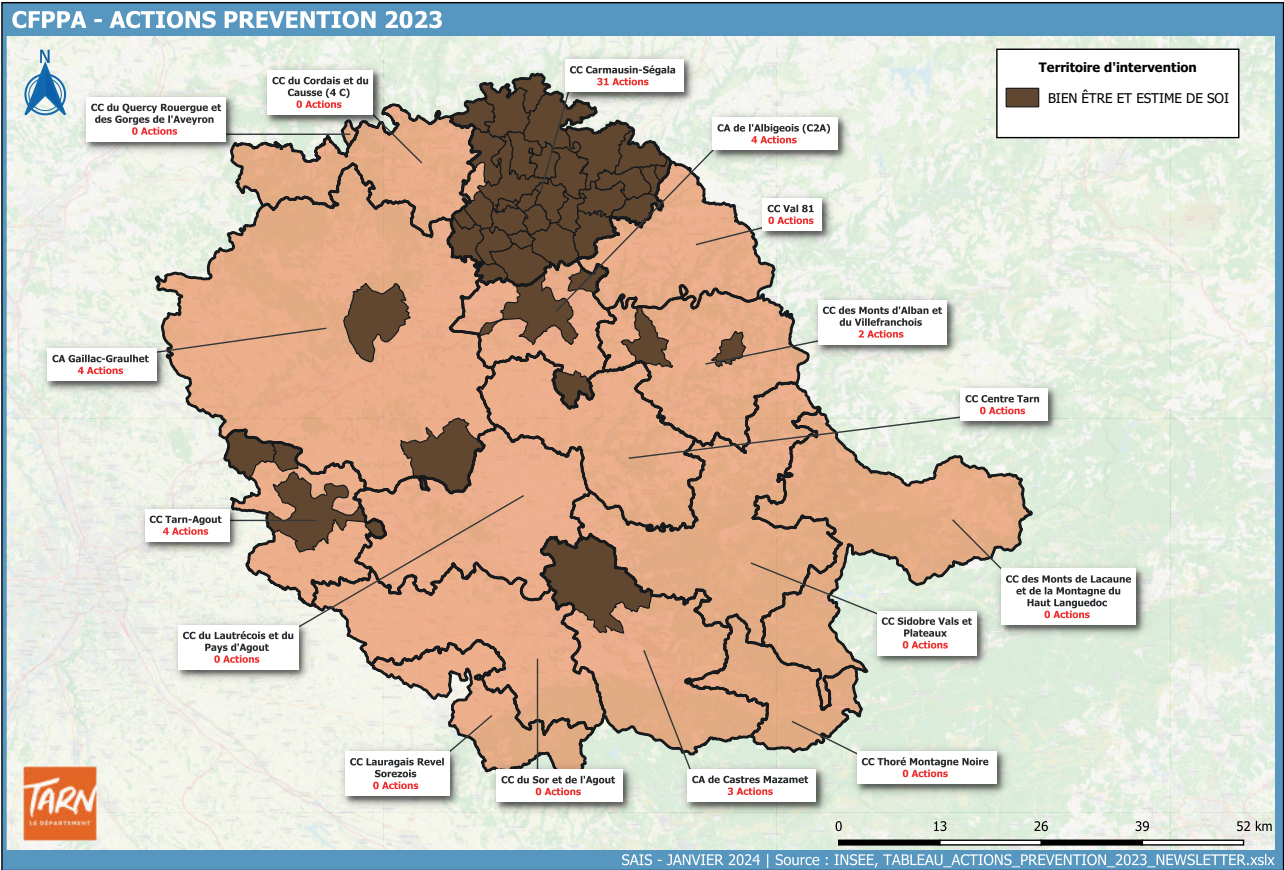 CFPPA - ACTIONS PREVENTION 2023
N
Territoire d'intervention
BIEN ÊTRE ET ESTIME DE SOI
CC Carmausin-Ségala
31 Actions
CC du Cordais et du
Causse (4 C)
0 Actions
CC du Quercy Rouergue et
des Gorges de l'Aveyron
0 Actions
CA de l'Albigeois (C2A)
4 Actions
CC Val 81
0 Actions
CC des Monts d'Alban et
du Villefranchois
2 Actions
CA Gaillac-Graulhet
4 Actions
CC Centre Tarn
0 Actions
CC Tarn-Agout
4 Actions
CC des Monts de Lacaune
et de la Montagne du
Haut Languedoc
0 Actions
CC Sidobre Vals et
Plateaux
0 Actions
CC du Lautrécois et du
Pays d'Agout
0 Actions
CC Lauragais Revel
Sorezois
0 Actions
CC du Sor et de l'Agout
0 Actions
CA de Castres Mazamet
3 Actions
CC Thoré Montagne Noire
0 Actions
TARN
LE DÉPARTEMENT
0 13 26 39 52 km
SAIS - JANVIER 2024 | Source : INSEE, TABLEAU_ACTIONS_PREVENTION_2023_NEWSLETTER.xslx